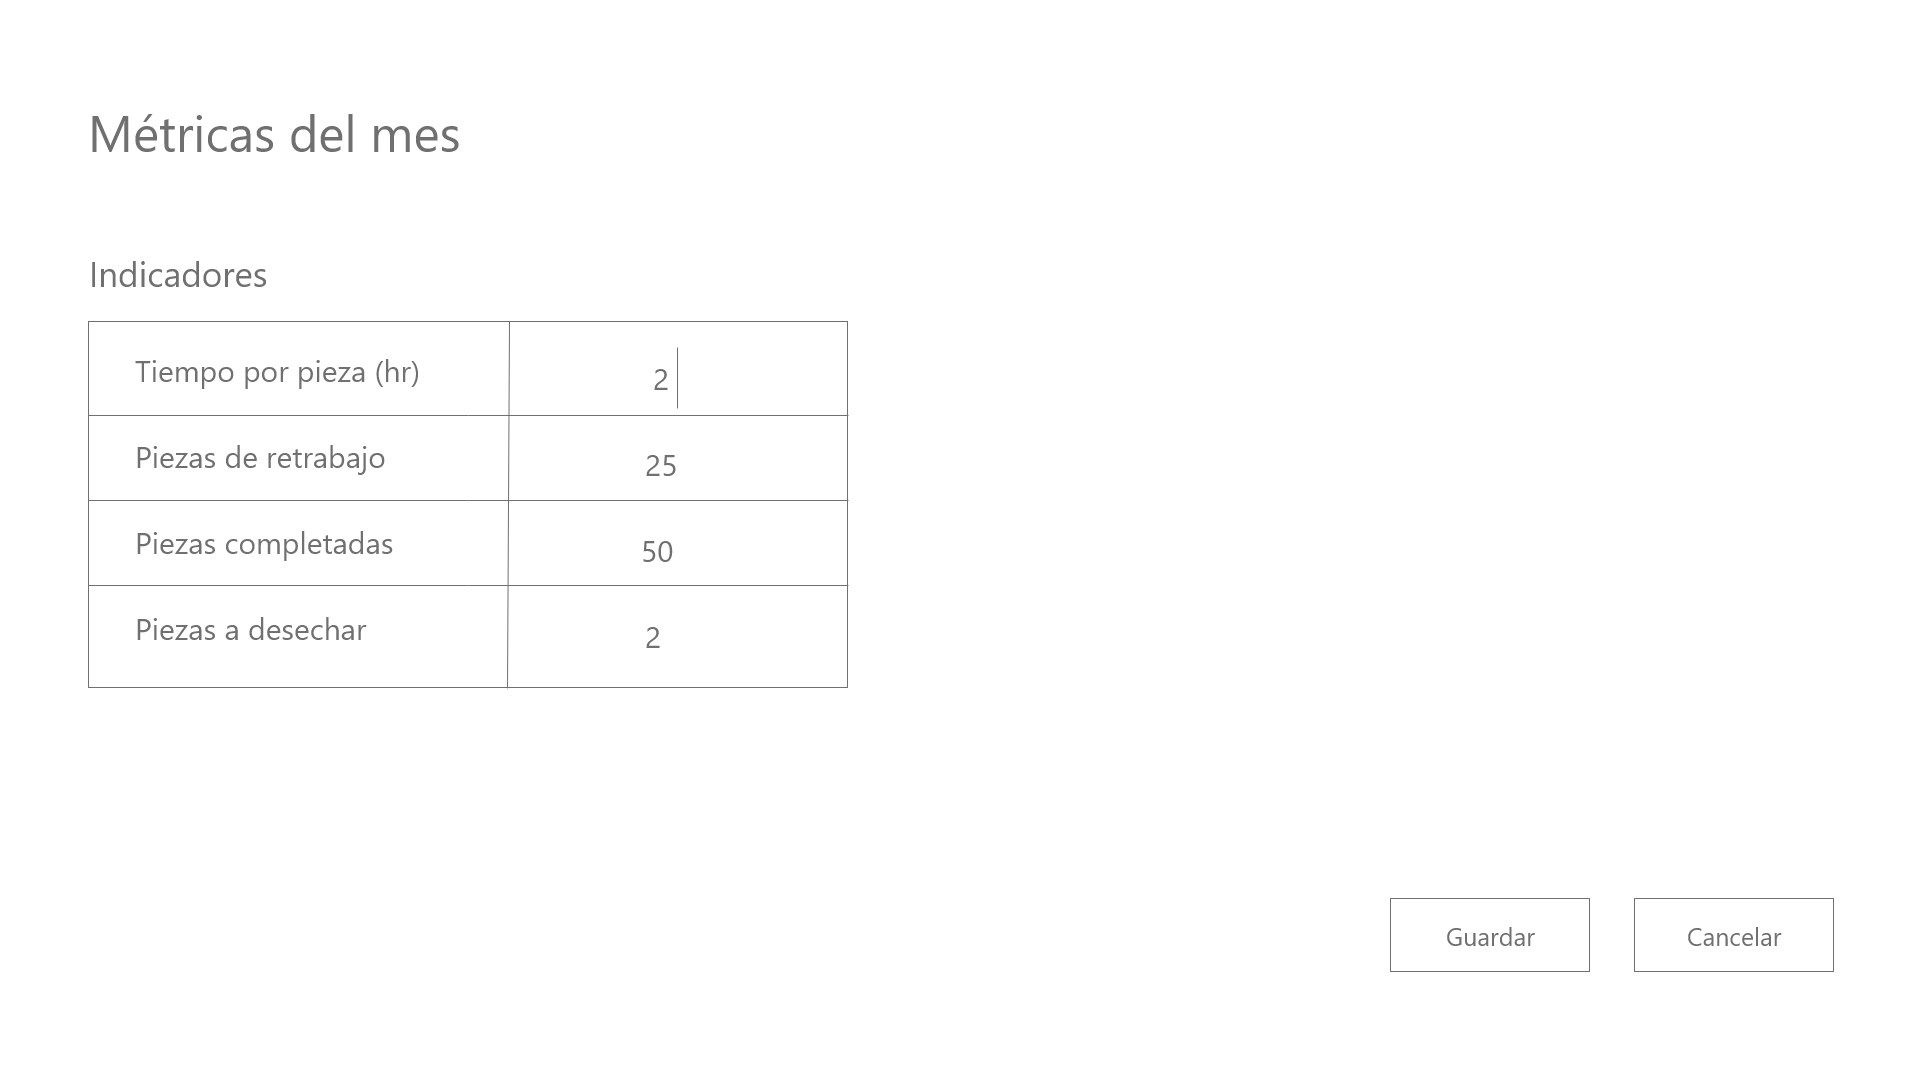 Métricas del mes
Indicadores
Tiempo por pieza (hr) 2
Piezas de retrabajo 25
Piezas completadas 50
Piezas a desechar 2
Guardar Cancelar